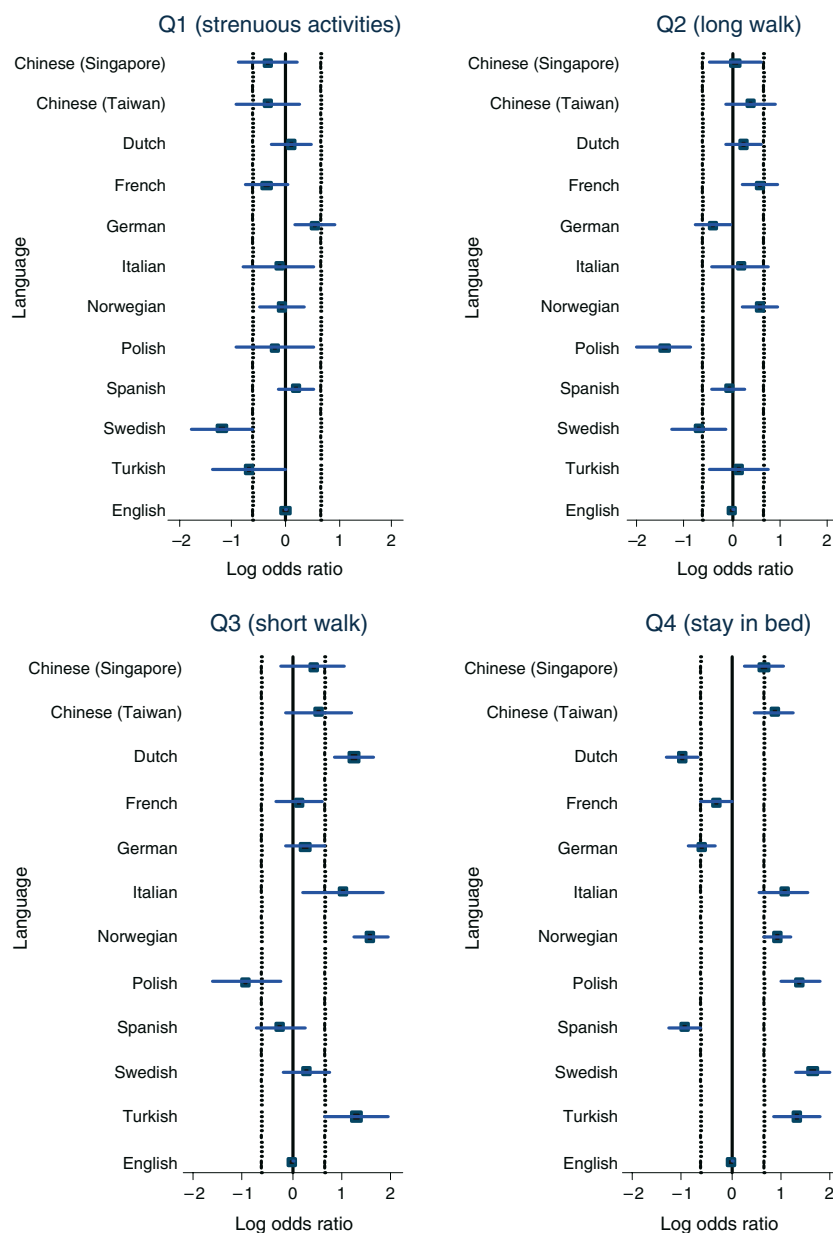 Q1 (strenuous activities)
Chinese (Singapore)
Chinese (Taiwan)
Dutch
French
German
Italian
Norwegian
Polish
Spanish
Swedish
Turkish
English
Language
−2 −1 0 1 2
Log odds ratio
Q2 (long walk)
Chinese (Singapore)
Chinese (Taiwan)
Dutch
French
German
Italian
Norwegian
Polish
Spanish
Swedish
Turkish
English
Language
−2 −1 0 1 2
Log odds ratio
Q3 (short walk)
Chinese (Singapore)
Chinese (Taiwan)
Dutch
French
German
Italian
Norwegian
Polish
Spanish
Swedish
Turkish
English
Language
−2 −1 0 1 2
Log odds ratio
Q4 (stay in bed)
Chinese (Singapore)
Chinese (Taiwan)
Dutch
French
German
Italian
Norwegian
Polish
Spanish
Swedish
Turkish
English
Language
−2 −1 0 1 2
Log odds ratio